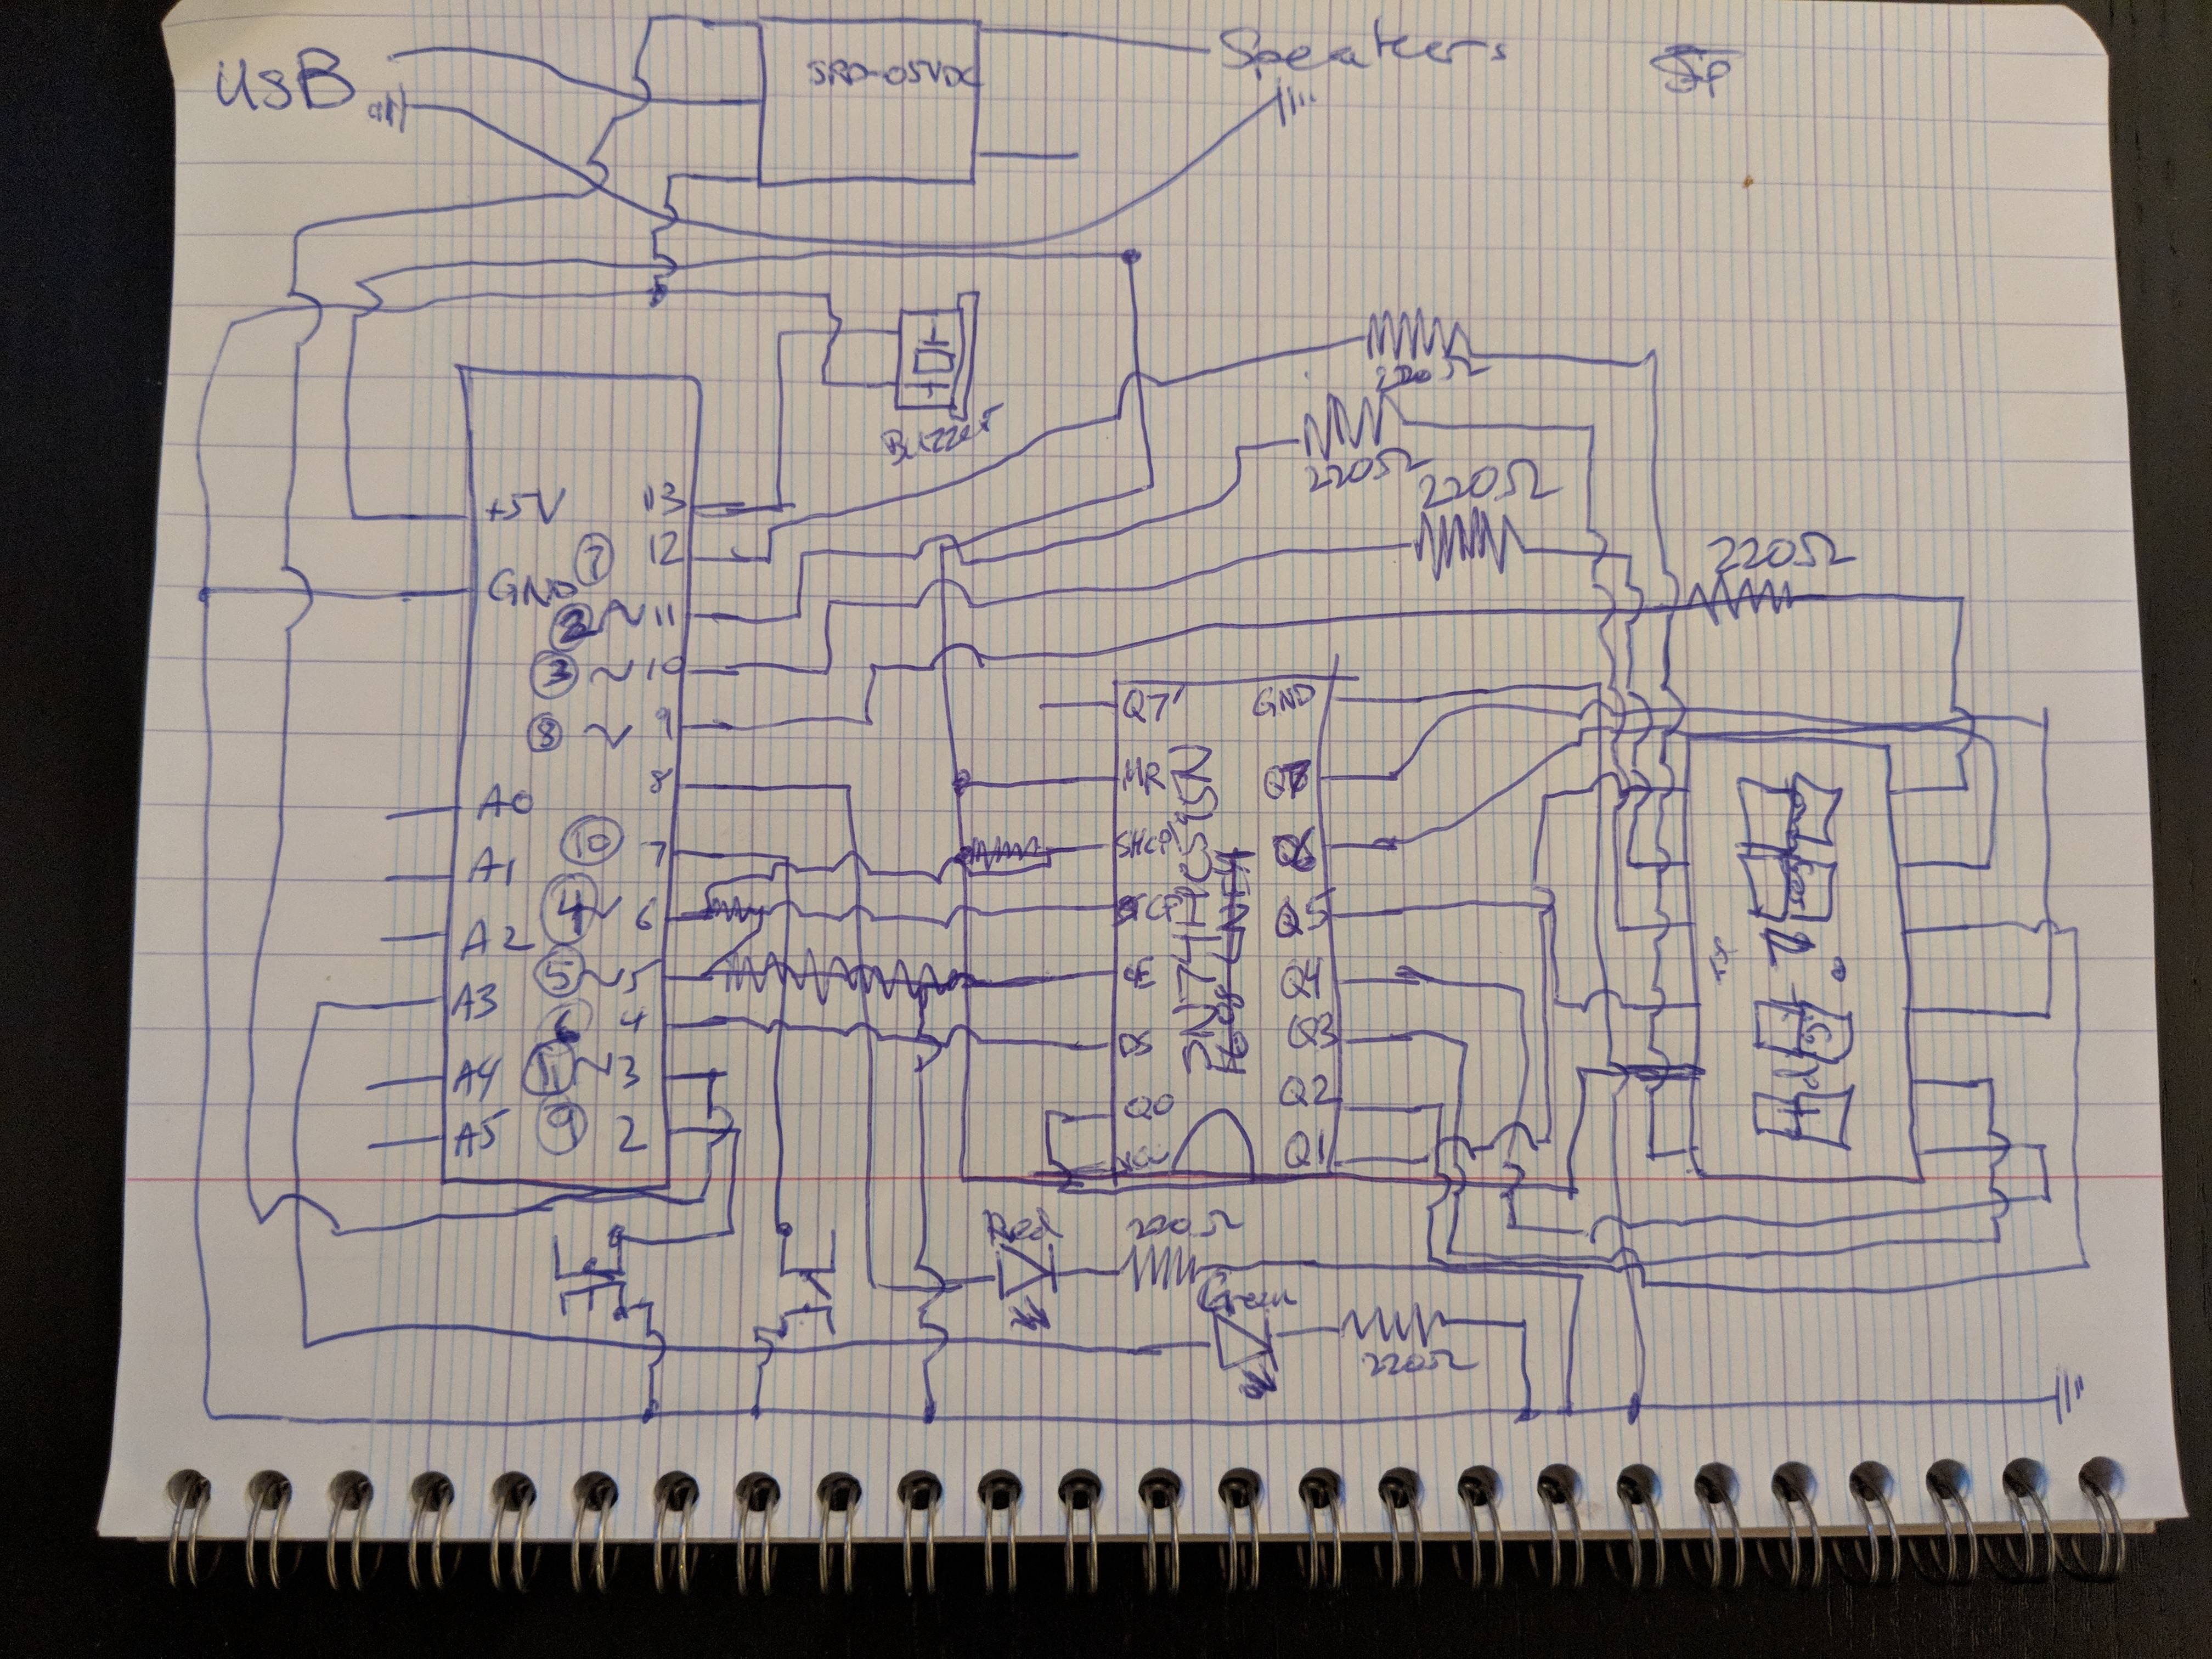 USB
SRD-05VDC
Speakers
Buzzer
220Ω
220Ω
220Ω
220Ω
+5V
13
7
12
GND
2
~11
3
~10
8
~
9
A0
8
A1
10
7
A2
4
~
6
A3
5
~5
6
4
A4
1
~3
A5
9
2
Q7'
GND
MR
Q7
SHCP
Q6
STCP
Q5
OE
Q4
DS
Q3
Q0
Q2
VCC
Q1
SN74HC595N
Red
220Ω
Green
220Ω